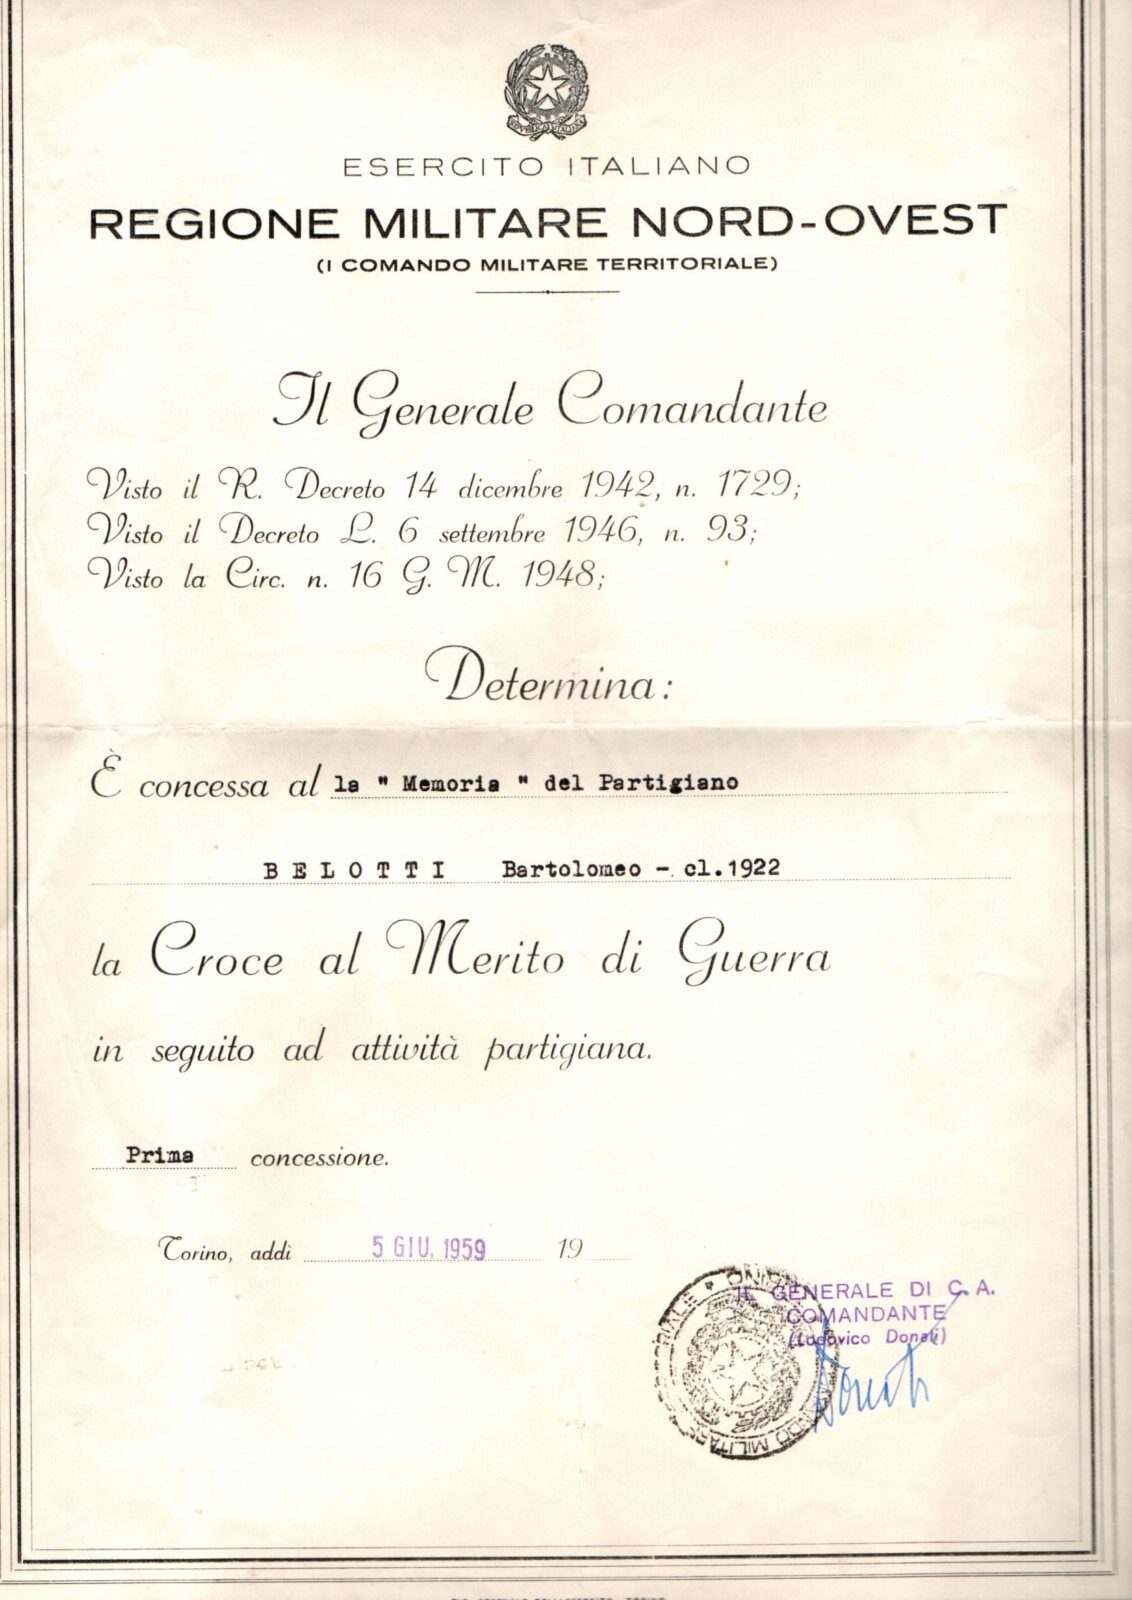 REPVBBLICA ITALIANA
ESERCITO ITALIANO
REGIONE MILITARE NORD-OVEST
(I COMANDO MILITARE TERRITORIALE)
Il Generale Comandante
Visto il R. Decreto 14 dicembre 1942, n. 1729;
Visto il Decreto L. 6 settembre 1946, n. 93;
Visto la Circ. n. 16 G. M. 1948;
Determina:
È concessa al la " Memoria " del Partigiano
BELOTTI Bartolomeo - cl.1922
la Croce al Merito di Guerra
in seguito ad attività partigiana.
Prima concessione.
Torino, addì 5 GIU. 1959 19
IL GENERALE DI C. A.
COMANDANTE
(Lodovico Donati)
Donati
MILITARE